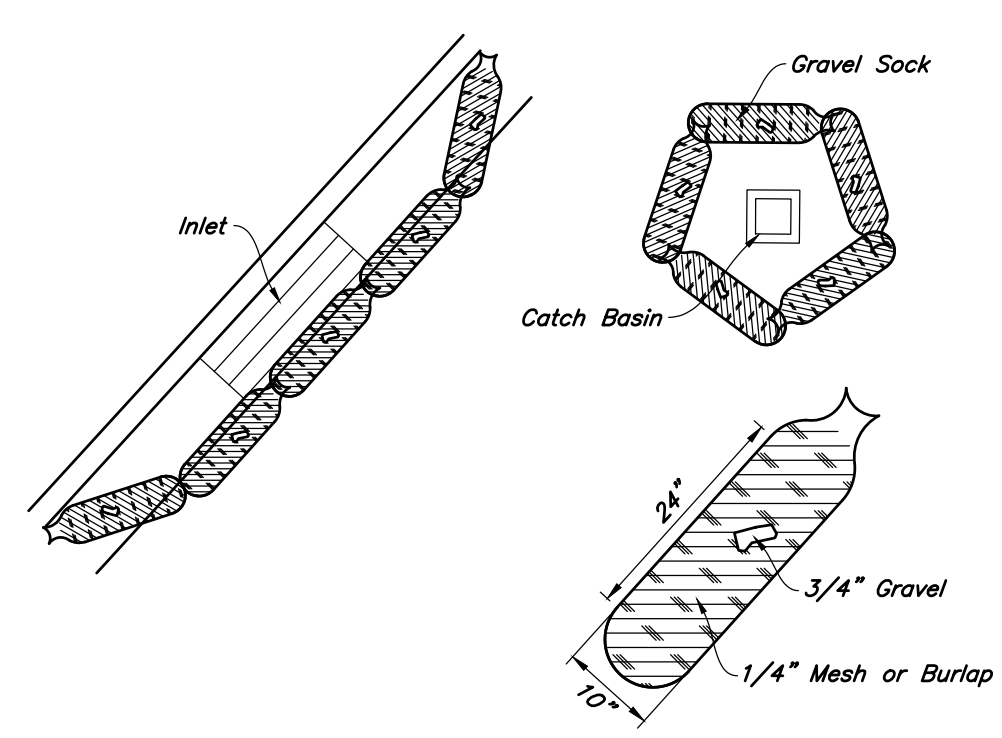 Gravel Sock
Inlet
Catch Basin
24"
3/4" Gravel
1/4" Mesh or Burlap
10"